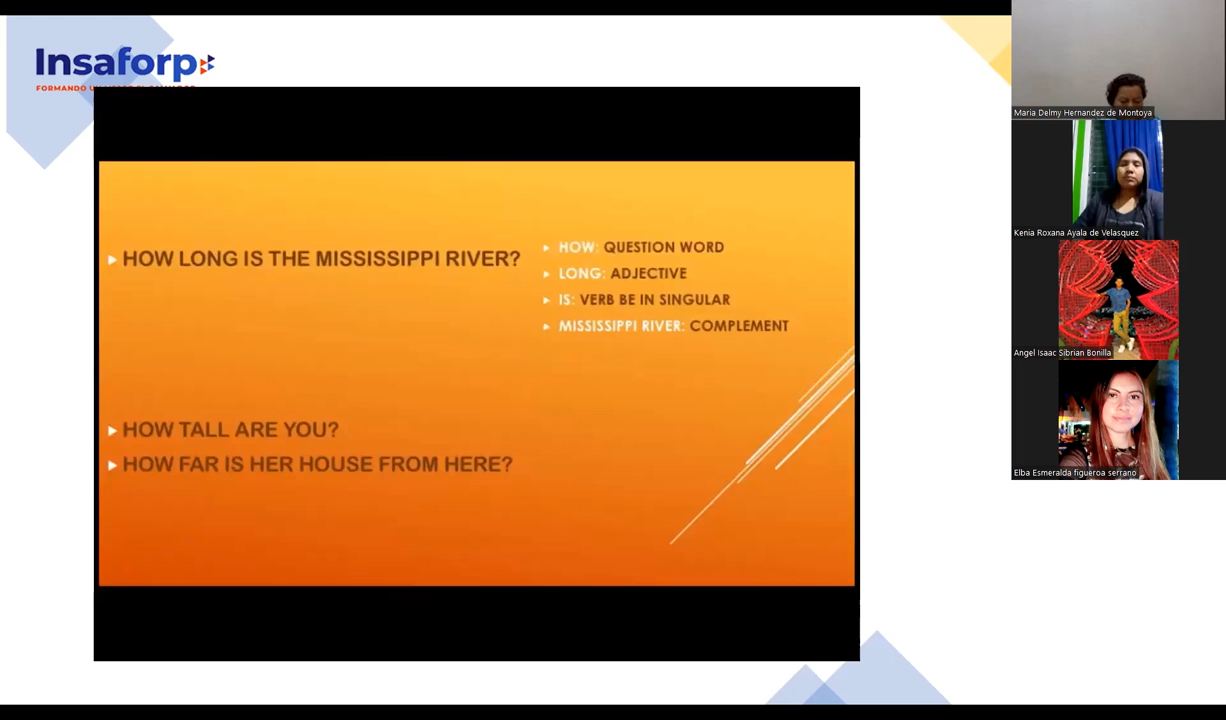 Insaforp
HOW LONG IS THE MISSISSIPPI RIVER?
HOW TALL ARE YOU?
HOW FAR IS HER HOUSE FROM HERE?
HOW: QUESTION WORD
LONG: ADJECTIVE
IS: VERB BE IN SINGULAR
MISSISSIPPI RIVER: COMPLEMENT
Maria Delmy Hernandez de Montoya
Kenia Roxana Ayala de Velasquez
Angel Isaac Sibrian Bonilla
Elba Esmeralda figueroa serrano